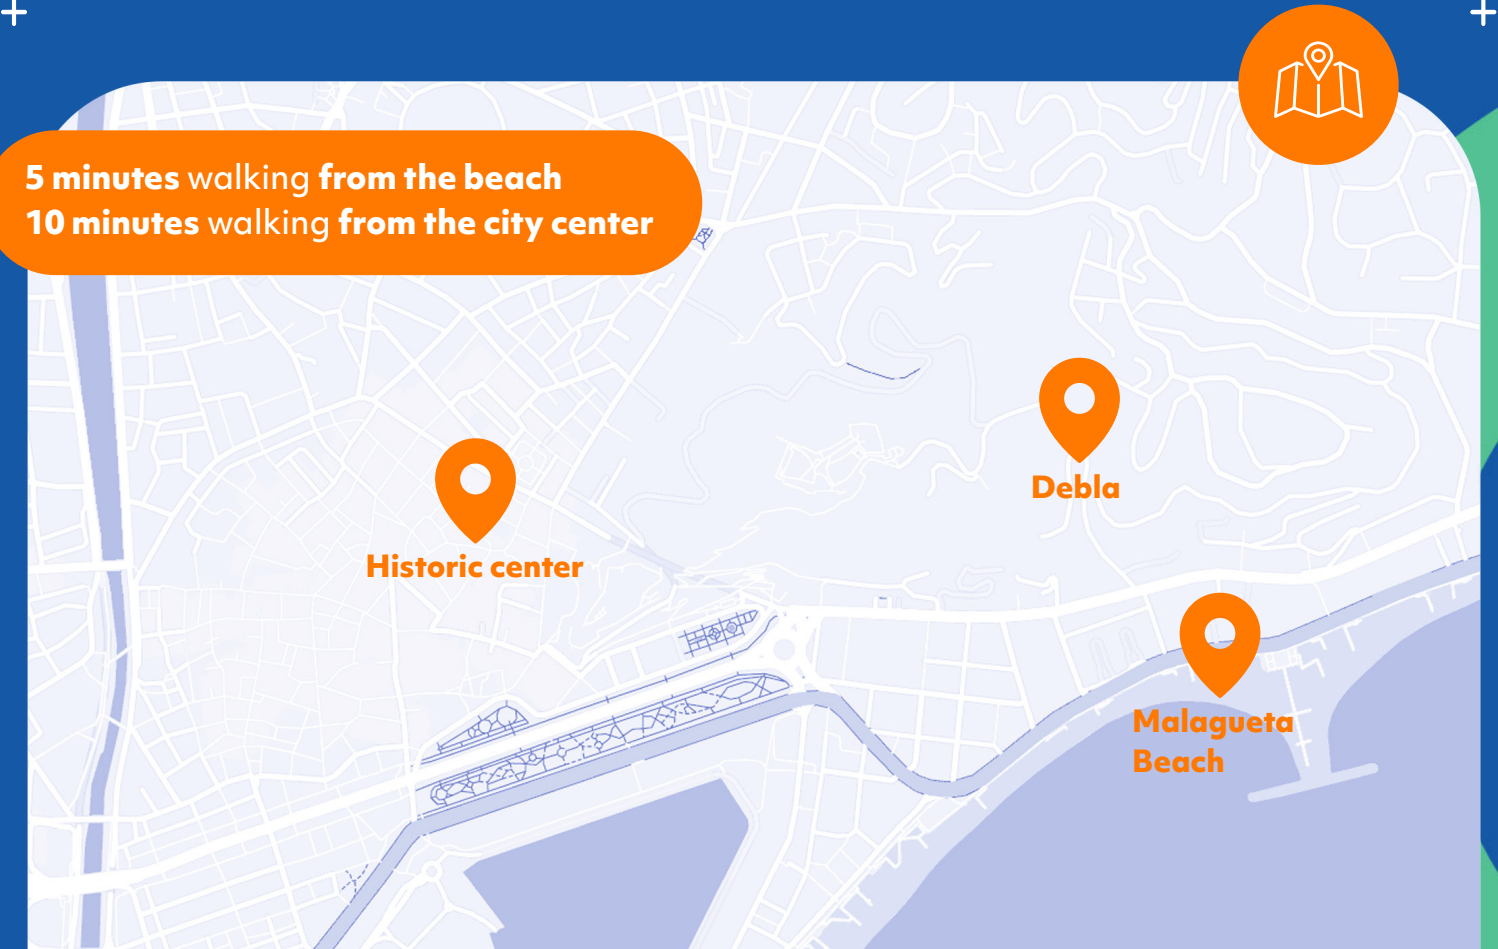 5 minutes walking from the beach
10 minutes walking from the city center
Debla
Historic center
Malagueta
Beach